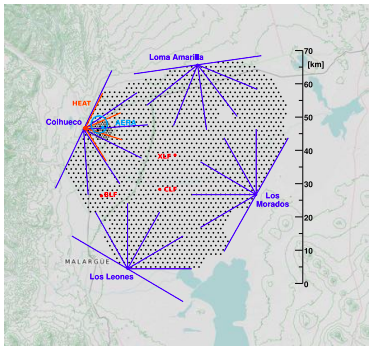 70
Loma Amarilla
[km]
60
HEAT
50
Coihueco
AERA
40
XLF
30
BLF
CLF
Los
Morados
20
10
MALARGUE
Los Leones
0